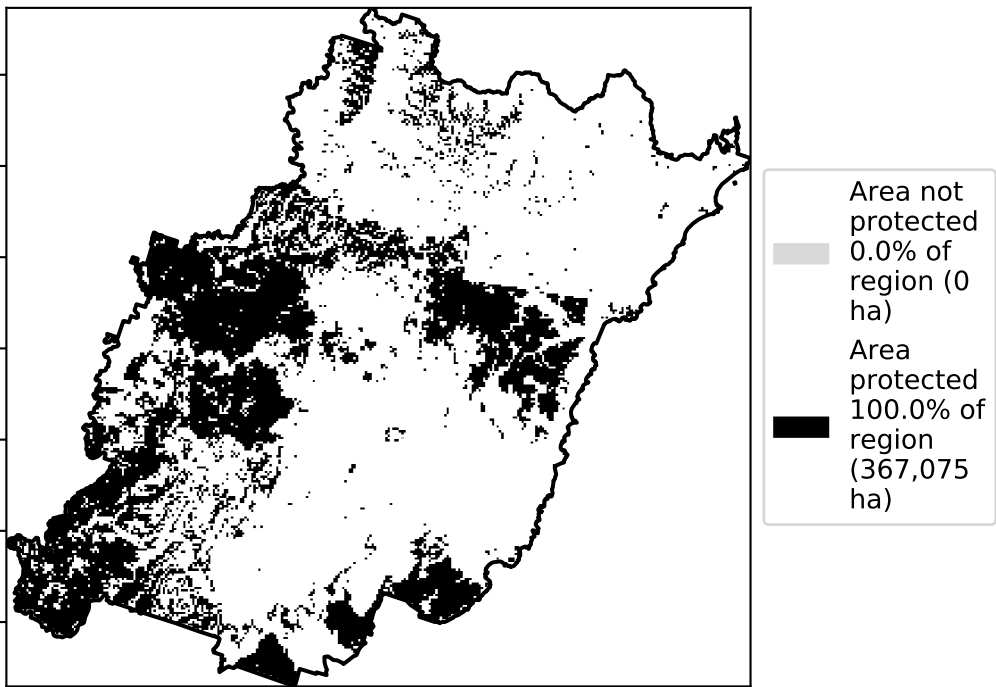 Area not
protected
0.0% of
region (0
ha)
Area
protected
100.0% of
region
(367,075
ha)